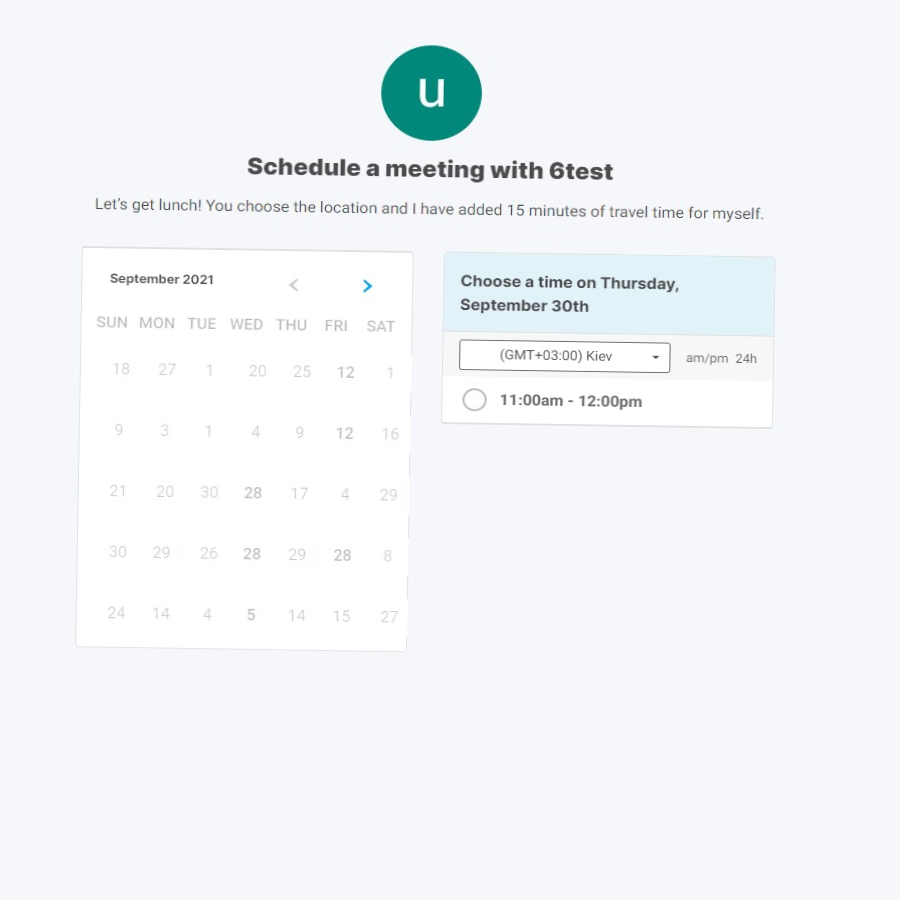 u
Schedule a meeting with 6test
Let's get lunch! You choose the location and I have added 15 minutes of travel time for myself.
September 2021
SUN MON TUE WED THU FRI SAT
18 27 1 20 25 12 1
9 3 1 4 9 12 16
21 20 30 28 17 4 29
30 29 26 28 29 28 8
24 14 4 5 14 15 27
Choose a time on Thursday,
September 30th
(GMT+03:00) Kiev am/pm 24h
11:00am - 12:00pm